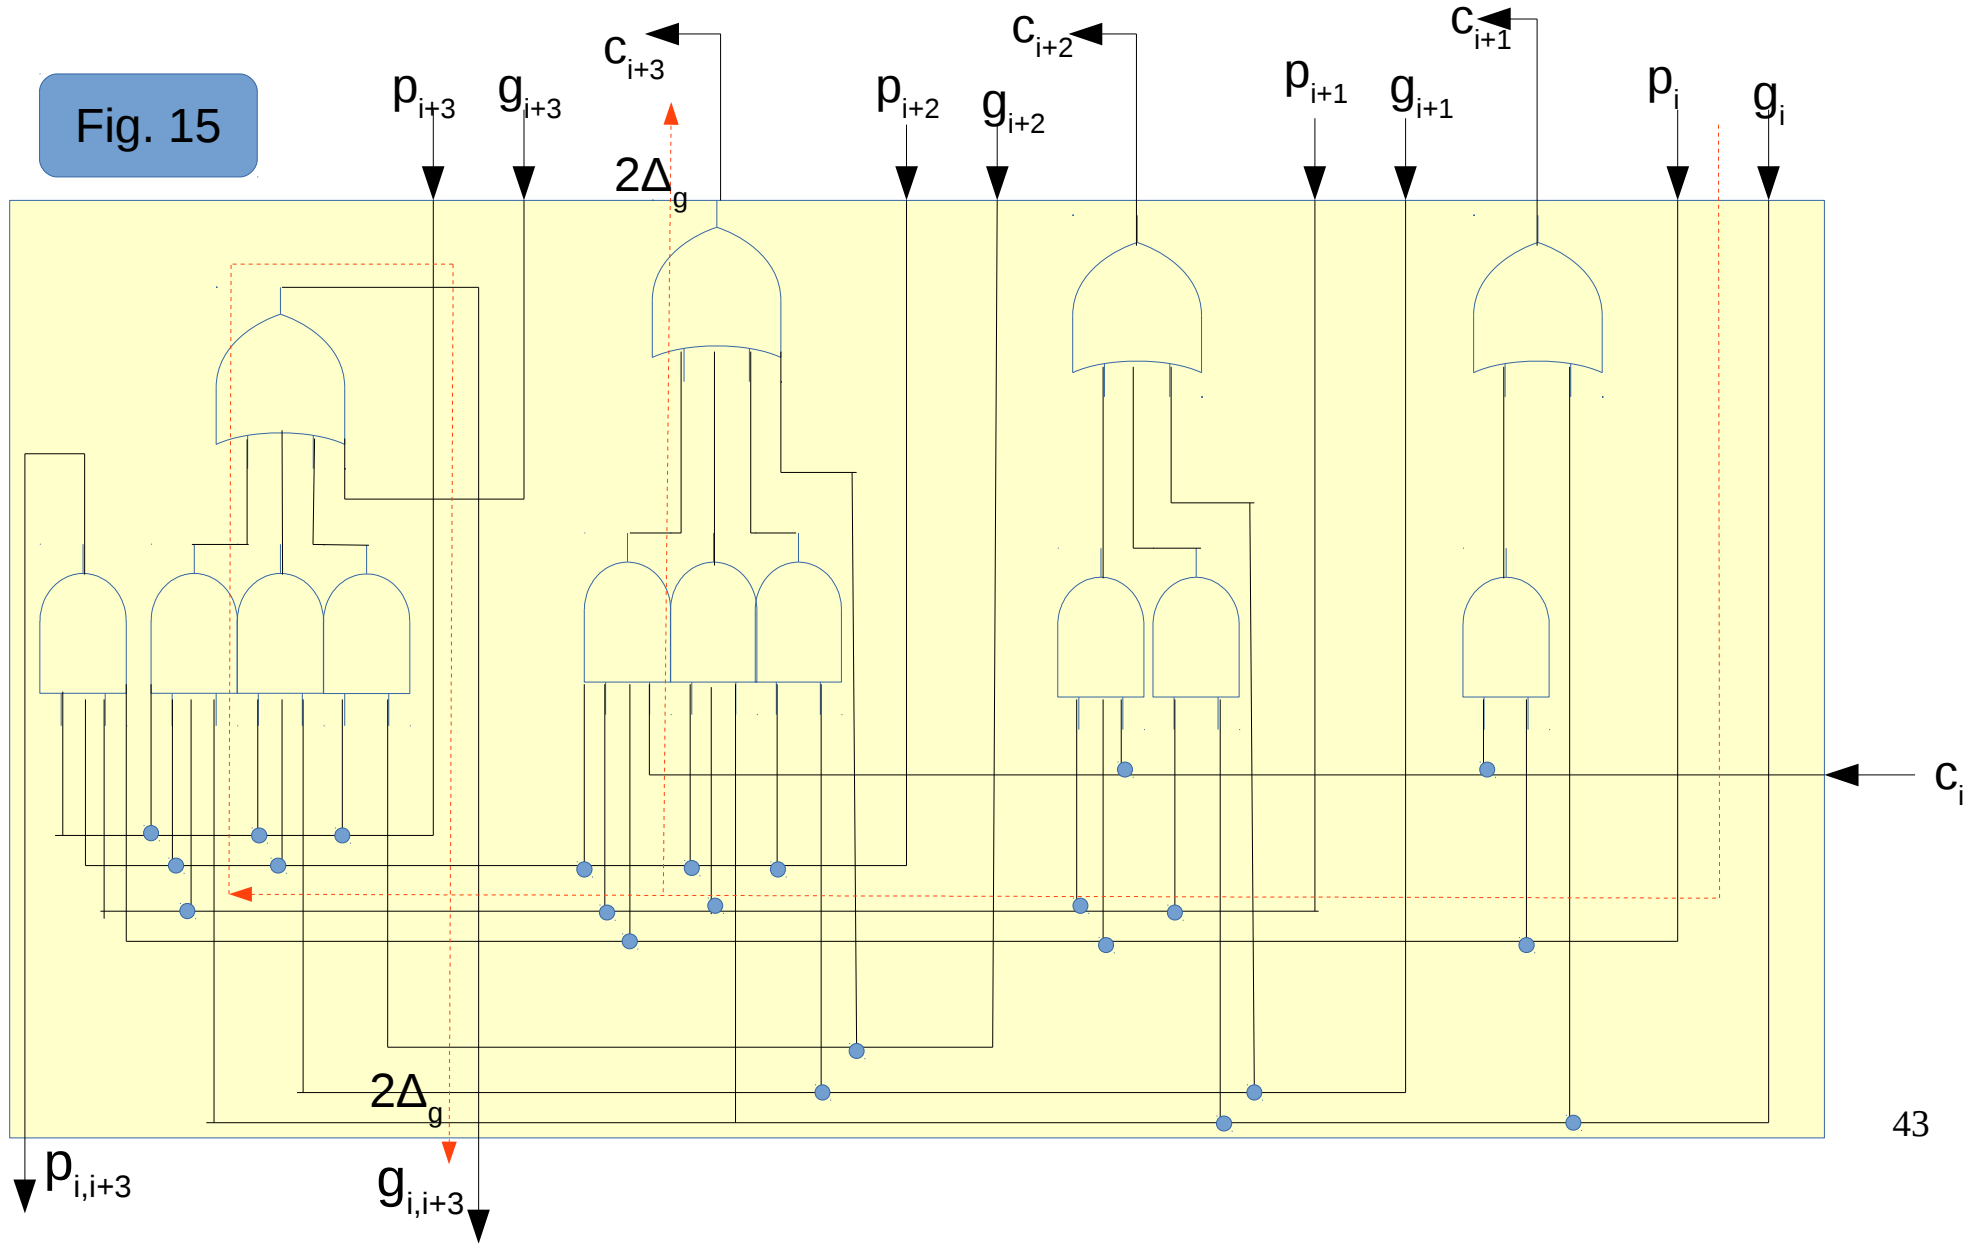 Fig. 15
p_{i+3}
g_{i+3}
c_{i+3}
p_{i+2}
g_{i+2}
c_{i+2}
p_{i+1}
g_{i+1}
c_{i+1}
p_i
g_i
2Δ_g
c_i
2Δ_g
43
p_{i,i+3}
g_{i,i+3}